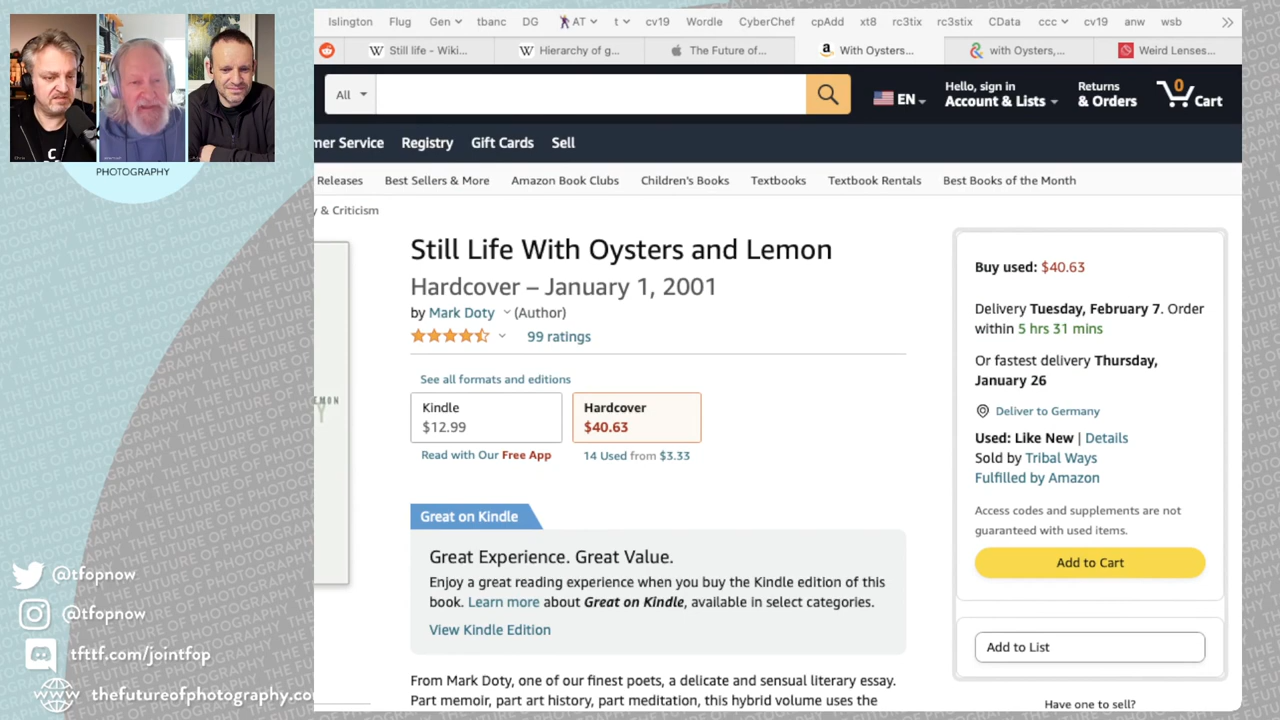 Islington Flug Gen tbanc DG AT t cv19 Wordle CyberChef cpAdd xt8 rc3tix rc3stix CData ccc cv19 anw wsb
Still life - Wiki... Hierarchy of g... The Future of... With Oysters... with Oysters,... Weird Lenses...
All
EN
Hello, sign in
Account & Lists
Returns
& Orders
0
Cart
mer Service Registry Gift Cards Sell
Releases Best Sellers & More Amazon Book Clubs Children's Books Textbooks Textbook Rentals Best Books of the Month
y & Criticism
Still Life With Oysters and Lemon
Hardcover – January 1, 2001
by Mark Doty (Author)
99 ratings
See all formats and editions
Kindle
$12.99
Hardcover
$40.63
Read with Our Free App
14 Used from $3.33
Great on Kindle
Great Experience. Great Value.
Enjoy a great reading experience when you buy the Kindle edition of this
book. Learn more about Great on Kindle, available in select categories.
View Kindle Edition
From Mark Doty, one of our finest poets, a delicate and sensual literary essay.
Part memoir, part art history, part meditation, this hybrid volume uses the
Buy used: $40.63
Delivery Tuesday, February 7. Order
within 5 hrs 31 mins
Or fastest delivery Thursday,
January 26
Deliver to Germany
Used: Like New | Details
Sold by Tribal Ways
Fulfilled by Amazon
Access codes and supplements are not
guaranteed with used items.
Add to Cart
Add to List
Have one to sell?
PHOTOGRAPHY
@tfopnow
@tfopnow
tfttf.com/jointfop
thefutureofphotography.co
THE FUTURE OF PHOTOGRAPHY